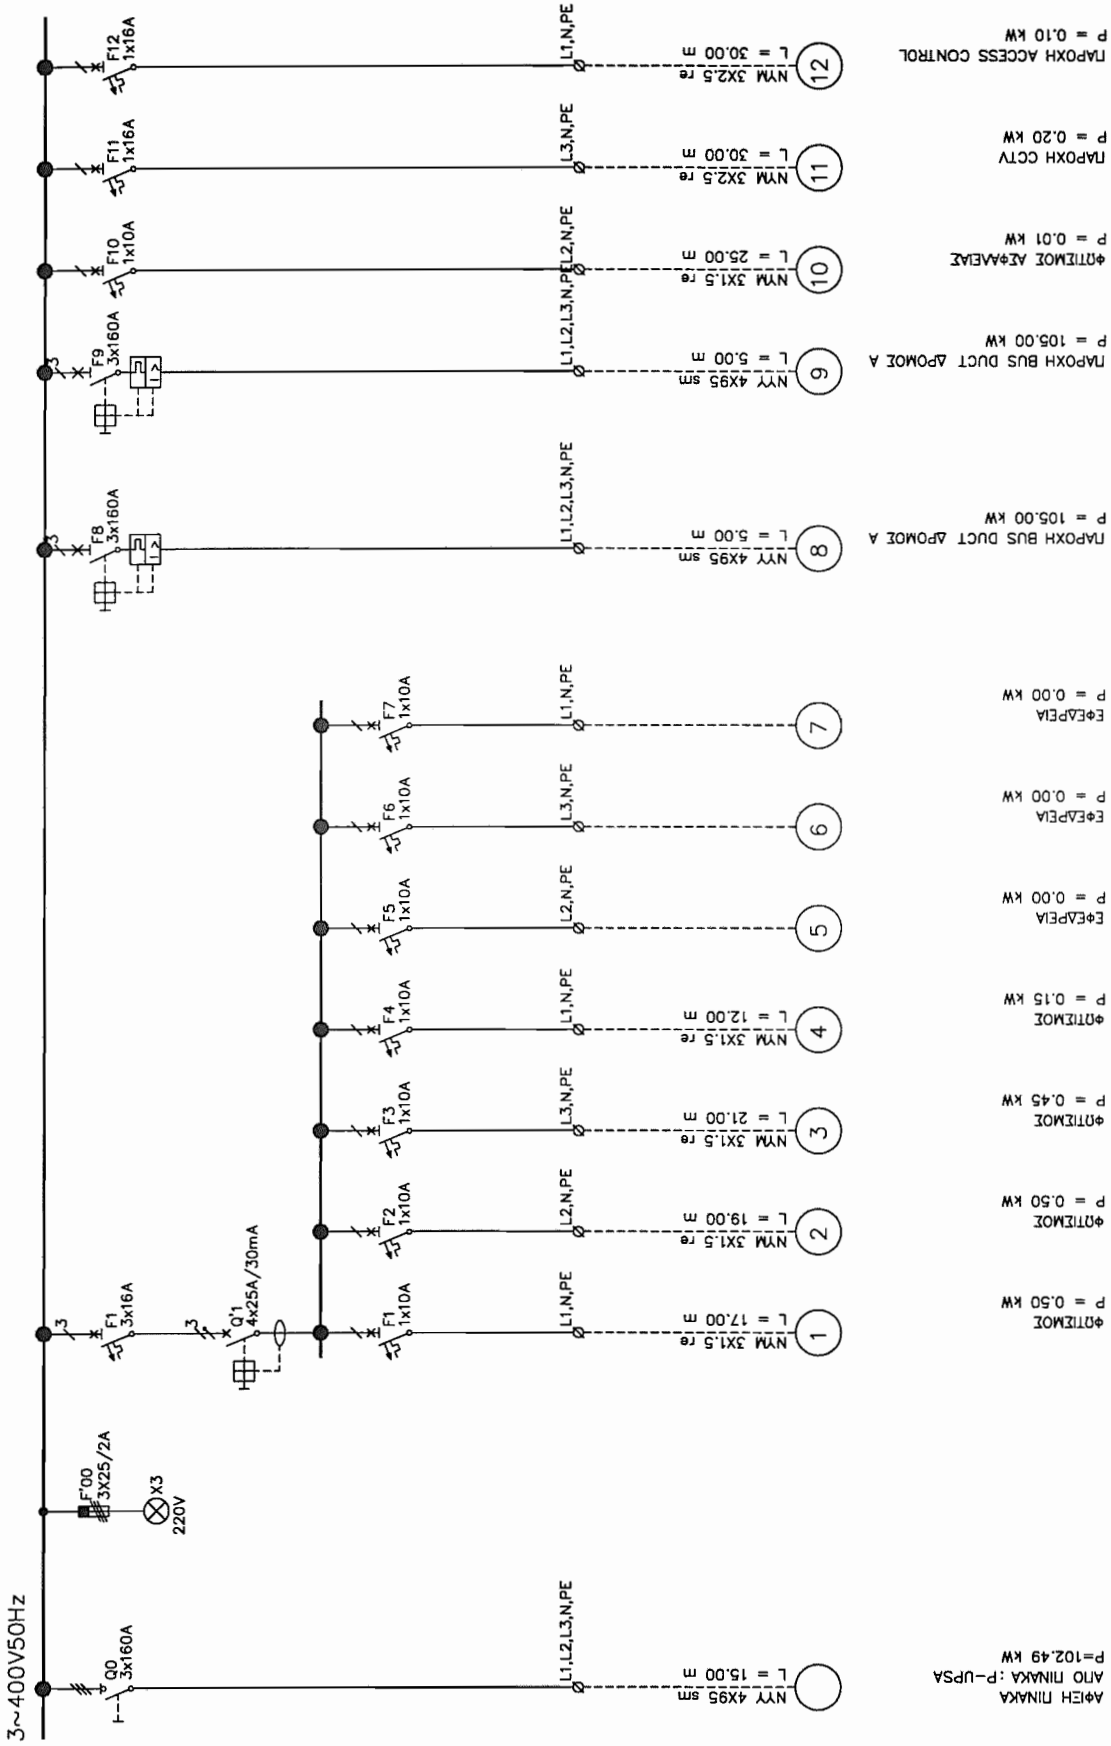 3~400V50Hz
Q0
3x160A
L1,L2,L3,N,PE
NYY 4X95 sm
L = 15.00 m
ΑΦΙΞΗ ΠΙΝΑΚΑ
ΑΠΟ ΠΙΝΑΚΑ : P-UPSA
P=102.49 kW
F'00
3X25/2A
X3
220V
3
F1
3x16A
3
Q'1
4x25A/30mA
F1
1x10A
L1,N,PE
NYM 3X1.5 re
L = 17.00 m
1
ΦΩΤΙΣΜΟΣ
P = 0.50 kW
F2
1x10A
L2,N,PE
NYM 3X1.5 re
L = 19.00 m
2
ΦΩΤΙΣΜΟΣ
P = 0.50 kW
F3
1x10A
L3,N,PE
NYM 3X1.5 re
L = 21.00 m
3
ΦΩΤΙΣΜΟΣ
P = 0.45 kW
F4
1x10A
L1,N,PE
NYM 3X1.5 re
L = 12.00 m
4
ΦΩΤΙΣΜΟΣ
P = 0.15 kW
F5
1x10A
L2,N,PE
5
ΕΦΕΔΡΕΙΑ
P = 0.00 kW
F6
1x10A
L3,N,PE
6
ΕΦΕΔΡΕΙΑ
P = 0.00 kW
F7
1x10A
L1,N,PE
7
ΕΦΕΔΡΕΙΑ
P = 0.00 kW
3
F8
3x160A
L1,L2,L3,N,PE
NYY 4X95 sm
L = 5.00 m
8
ΠΑΡΟΧΗ BUS DUCT ΔΡΟΜΟΣ Α
P = 105.00 kW
3
F9
3x160A
L1,L2,L3,N,PE
NYY 4X95 sm
L = 5.00 m
9
ΠΑΡΟΧΗ BUS DUCT ΔΡΟΜΟΣ Α
P = 105.00 kW
F10
1x10A
L2,N,PE
NYM 3X1.5 re
L = 25.00 m
10
ΦΩΤΙΣΜΟΣ ΑΣΦΑΛΕΙΑΣ
P = 0.01 kW
F11
1x16A
L3,N,PE
NYM 3X2.5 re
L = 30.00 m
11
ΠΑΡΟΧΗ CCTV
P = 0.20 kW
F12
1x16A
L1,N,PE
NYM 3X2.5 re
L = 30.00 m
12
ΠΑΡΟΧΗ ACCESS CONTROL
P = 0.10 kW